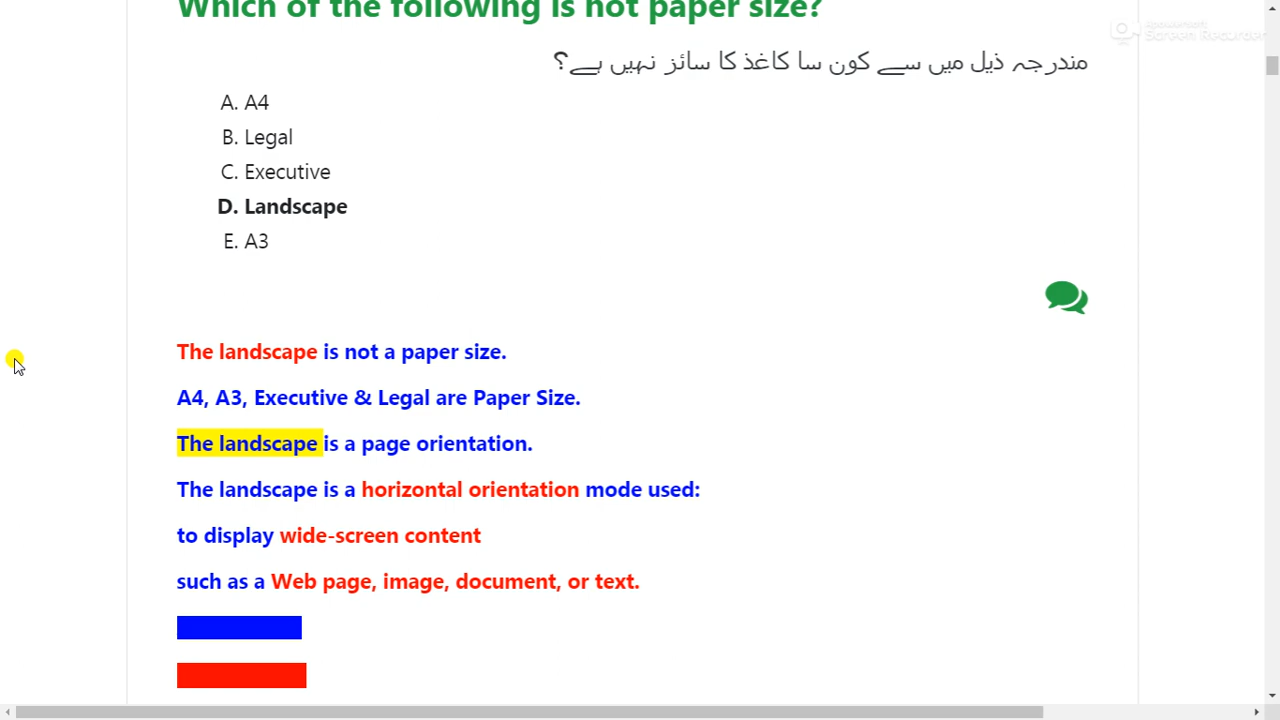 Which of the following is not paper size?
Apowersoft
Screen Recorder
مندرجہ ذیل میں سے کون سا کاغذ کا سائز نہیں ہے؟
A. A4
B. Legal
C. Executive
D. Landscape
E. A3
The landscape is not a paper size.
A4, A3, Executive & Legal are Paper Size.
The landscape is a page orientation.
The landscape is a horizontal orientation mode used:
to display wide-screen content
such as a Web page, image, document, or text.